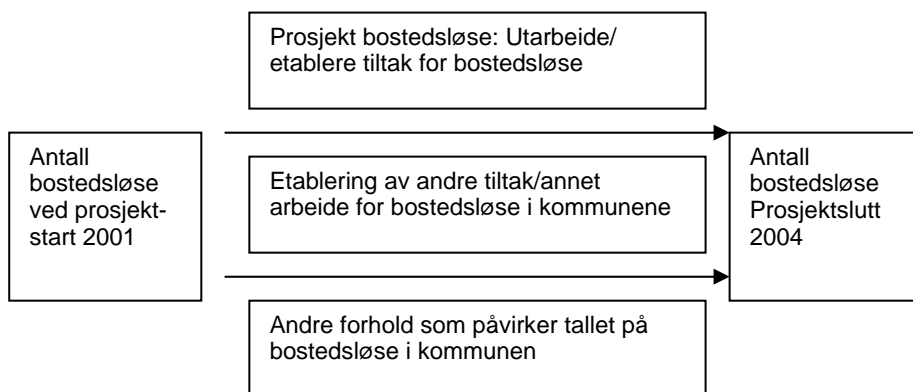 Prosjekt bostedsløse: Utarbeide/
etablere tiltak for bostedsløse
Antall
bostedsløse
ved prosjekt-
start 2001
Etablering av andre tiltak/annet
arbeide for bostedsløse i kommunene
Antall
bostedsløse
Prosjektslutt
2004
Andre forhold som påvirker tallet på
bostedsløse i kommunen